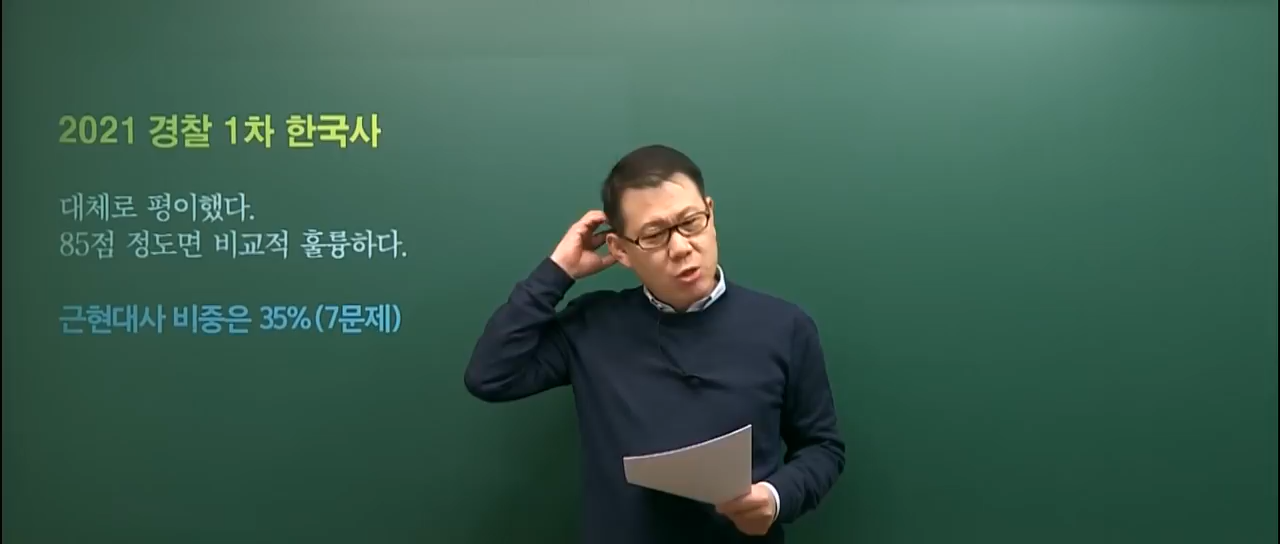 2021 경찰 1차 한국사
대체로 평이했다.
85점 정도면 비교적 훌륭하다.
근현대사 비중은 35%(7문제)